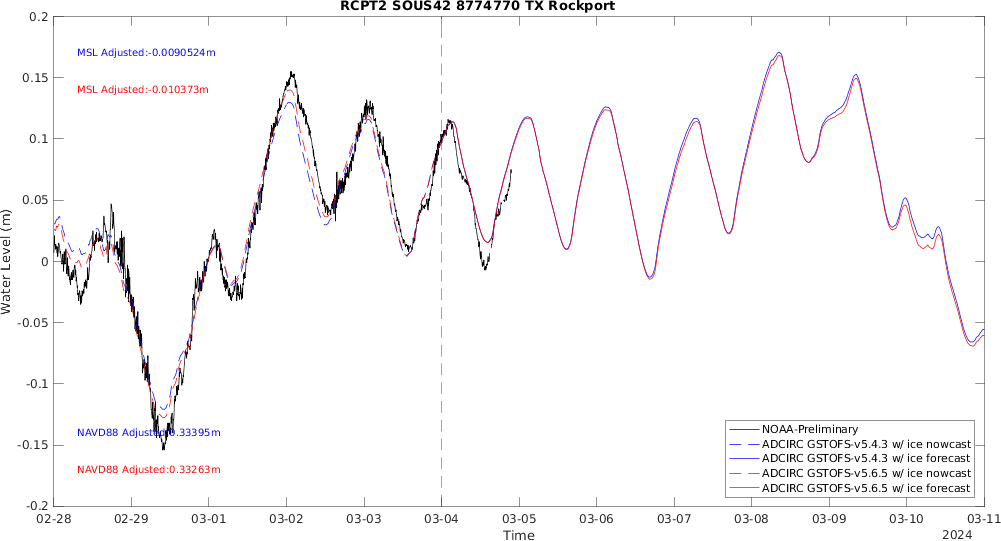 RCPT2 SOUS42 8774770 TX Rockport
0.2
0.15
0.1
0.05
0
-0.05
-0.1
-0.15
-0.2
Water Level (m)
MSL Adjusted:-0.0090524m
MSL Adjusted:-0.010373m
NAVD88 Adjusted:0.33395m
NAVD88 Adjusted:0.33263m
NOAA-Preliminary
ADCIRC GSTOFS-v5.4.3 w/ ice nowcast
ADCIRC GSTOFS-v5.4.3 w/ ice forecast
ADCIRC GSTOFS-v5.6.5 w/ ice nowcast
ADCIRC GSTOFS-v5.6.5 w/ ice forecast
02-28 02-29 03-01 03-02 03-03 03-04 03-05 03-06 03-07 03-08 03-09 03-10 03-11
Time
2024